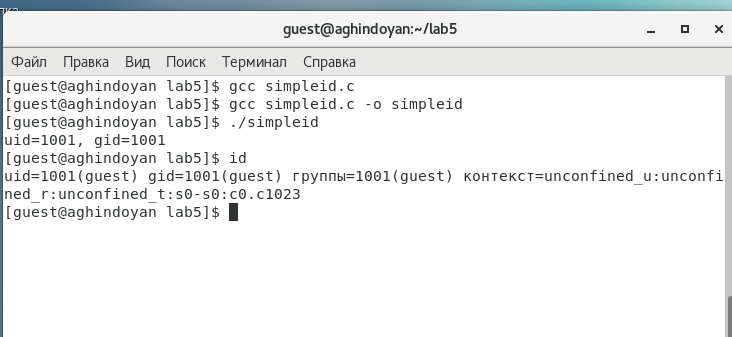 guest@aghindoyan:~/lab5
Файл Правка Вид Поиск Терминал Справка
[guest@aghindoyan lab5]$ gcc simpleid.c
[guest@aghindoyan lab5]$ gcc simpleid.c -o simpleid
[guest@aghindoyan lab5]$ ./simpleid
uid=1001, gid=1001
[guest@aghindoyan lab5]$ id
uid=1001(guest) gid=1001(guest) группы=1001(guest) контекст=unconfined_u:unconfi
ned_r:unconfined_t:s0-s0:c0.c1023
[guest@aghindoyan lab5]$